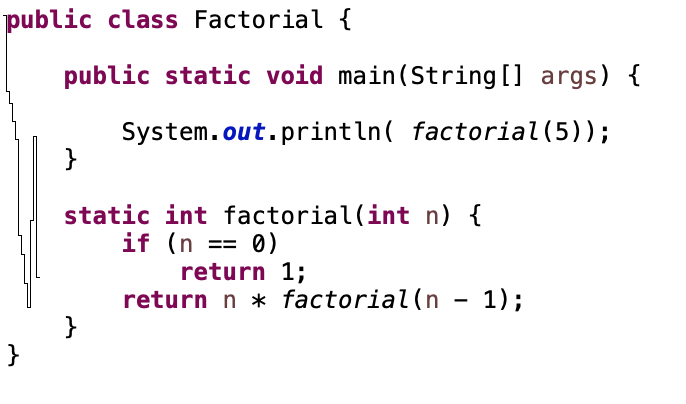 public class Factorial {
public static void main(String[] args) {
System.out.println( factorial(5));
}
static int factorial(int n) {
if (n == 0)
return 1;
return n * factorial(n - 1);
}
}